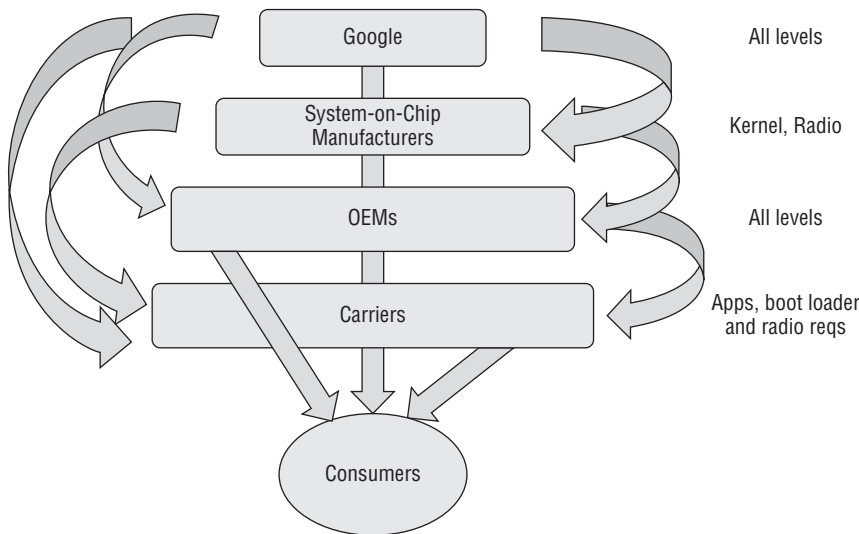 Google
All levels
System-on-Chip
Manufacturers
Kernel, Radio
OEMs
All levels
Carriers
Apps, boot loader
and radio reqs
Consumers